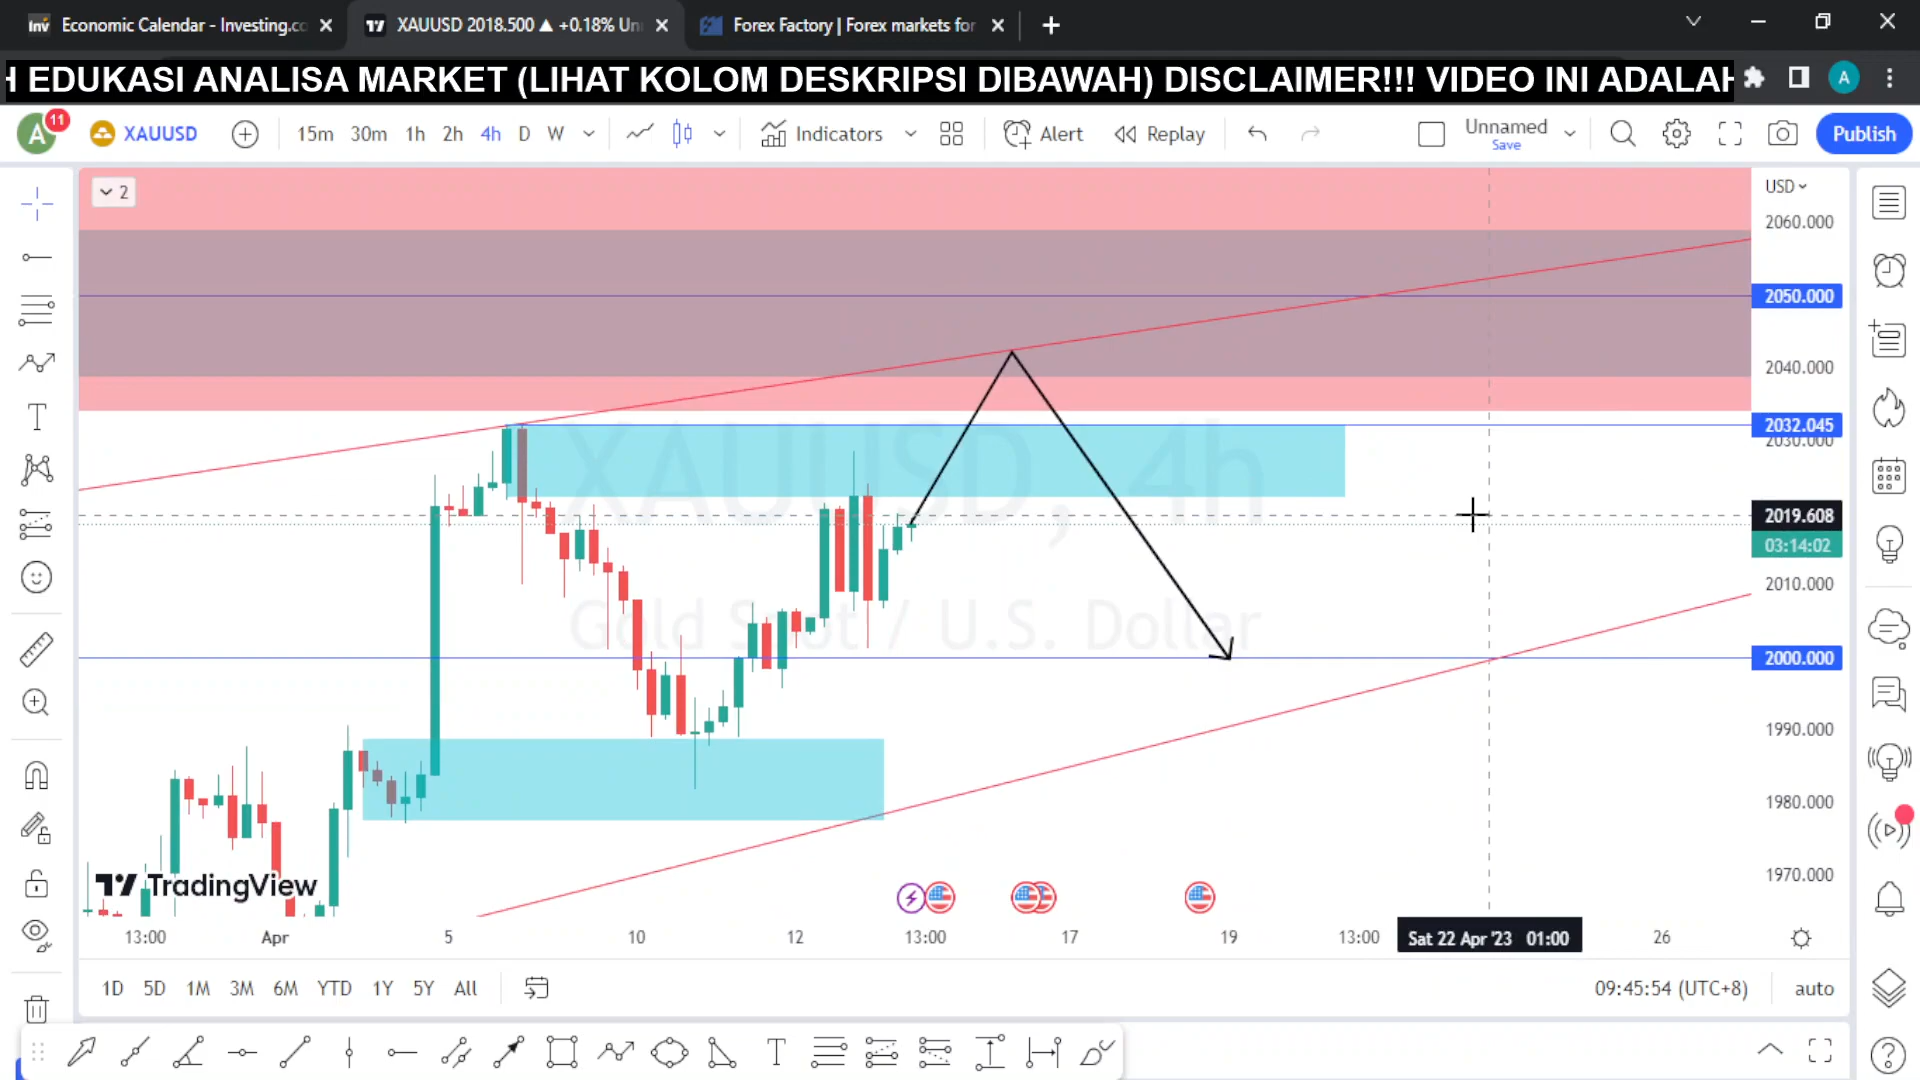 Economic Calendar - Investing.co
XAUUSD 2018.500 ▲ +0.18% Un
Forex Factory | Forex markets for
H EDUKASI ANALISA MARKET (LIHAT KOLOM DESKRIPSI DIBAWAH) DISCLAIMER!!! VIDEO INI ADALAH
A
A 11
XAUUSD
15m 30m 1h 2h 4h D W
Indicators
Alert
Replay
Unnamed
Save
Publish
2
USD
2060.000
2050.000
2040.000
2032.045
2030.000
2019.608
03:14:02
2010.000
2000.000
1990.000
1980.000
1970.000
XAUUSD, 4h
Gold Spot / U.S. Dollar
TradingView
13:00 Apr 5 10 12 13:00 17 19 13:00 Sat 22 Apr '23 01:00 26
1D 5D 1M 3M 6M YTD 1Y 5Y All
09:45:54 (UTC+8)
auto